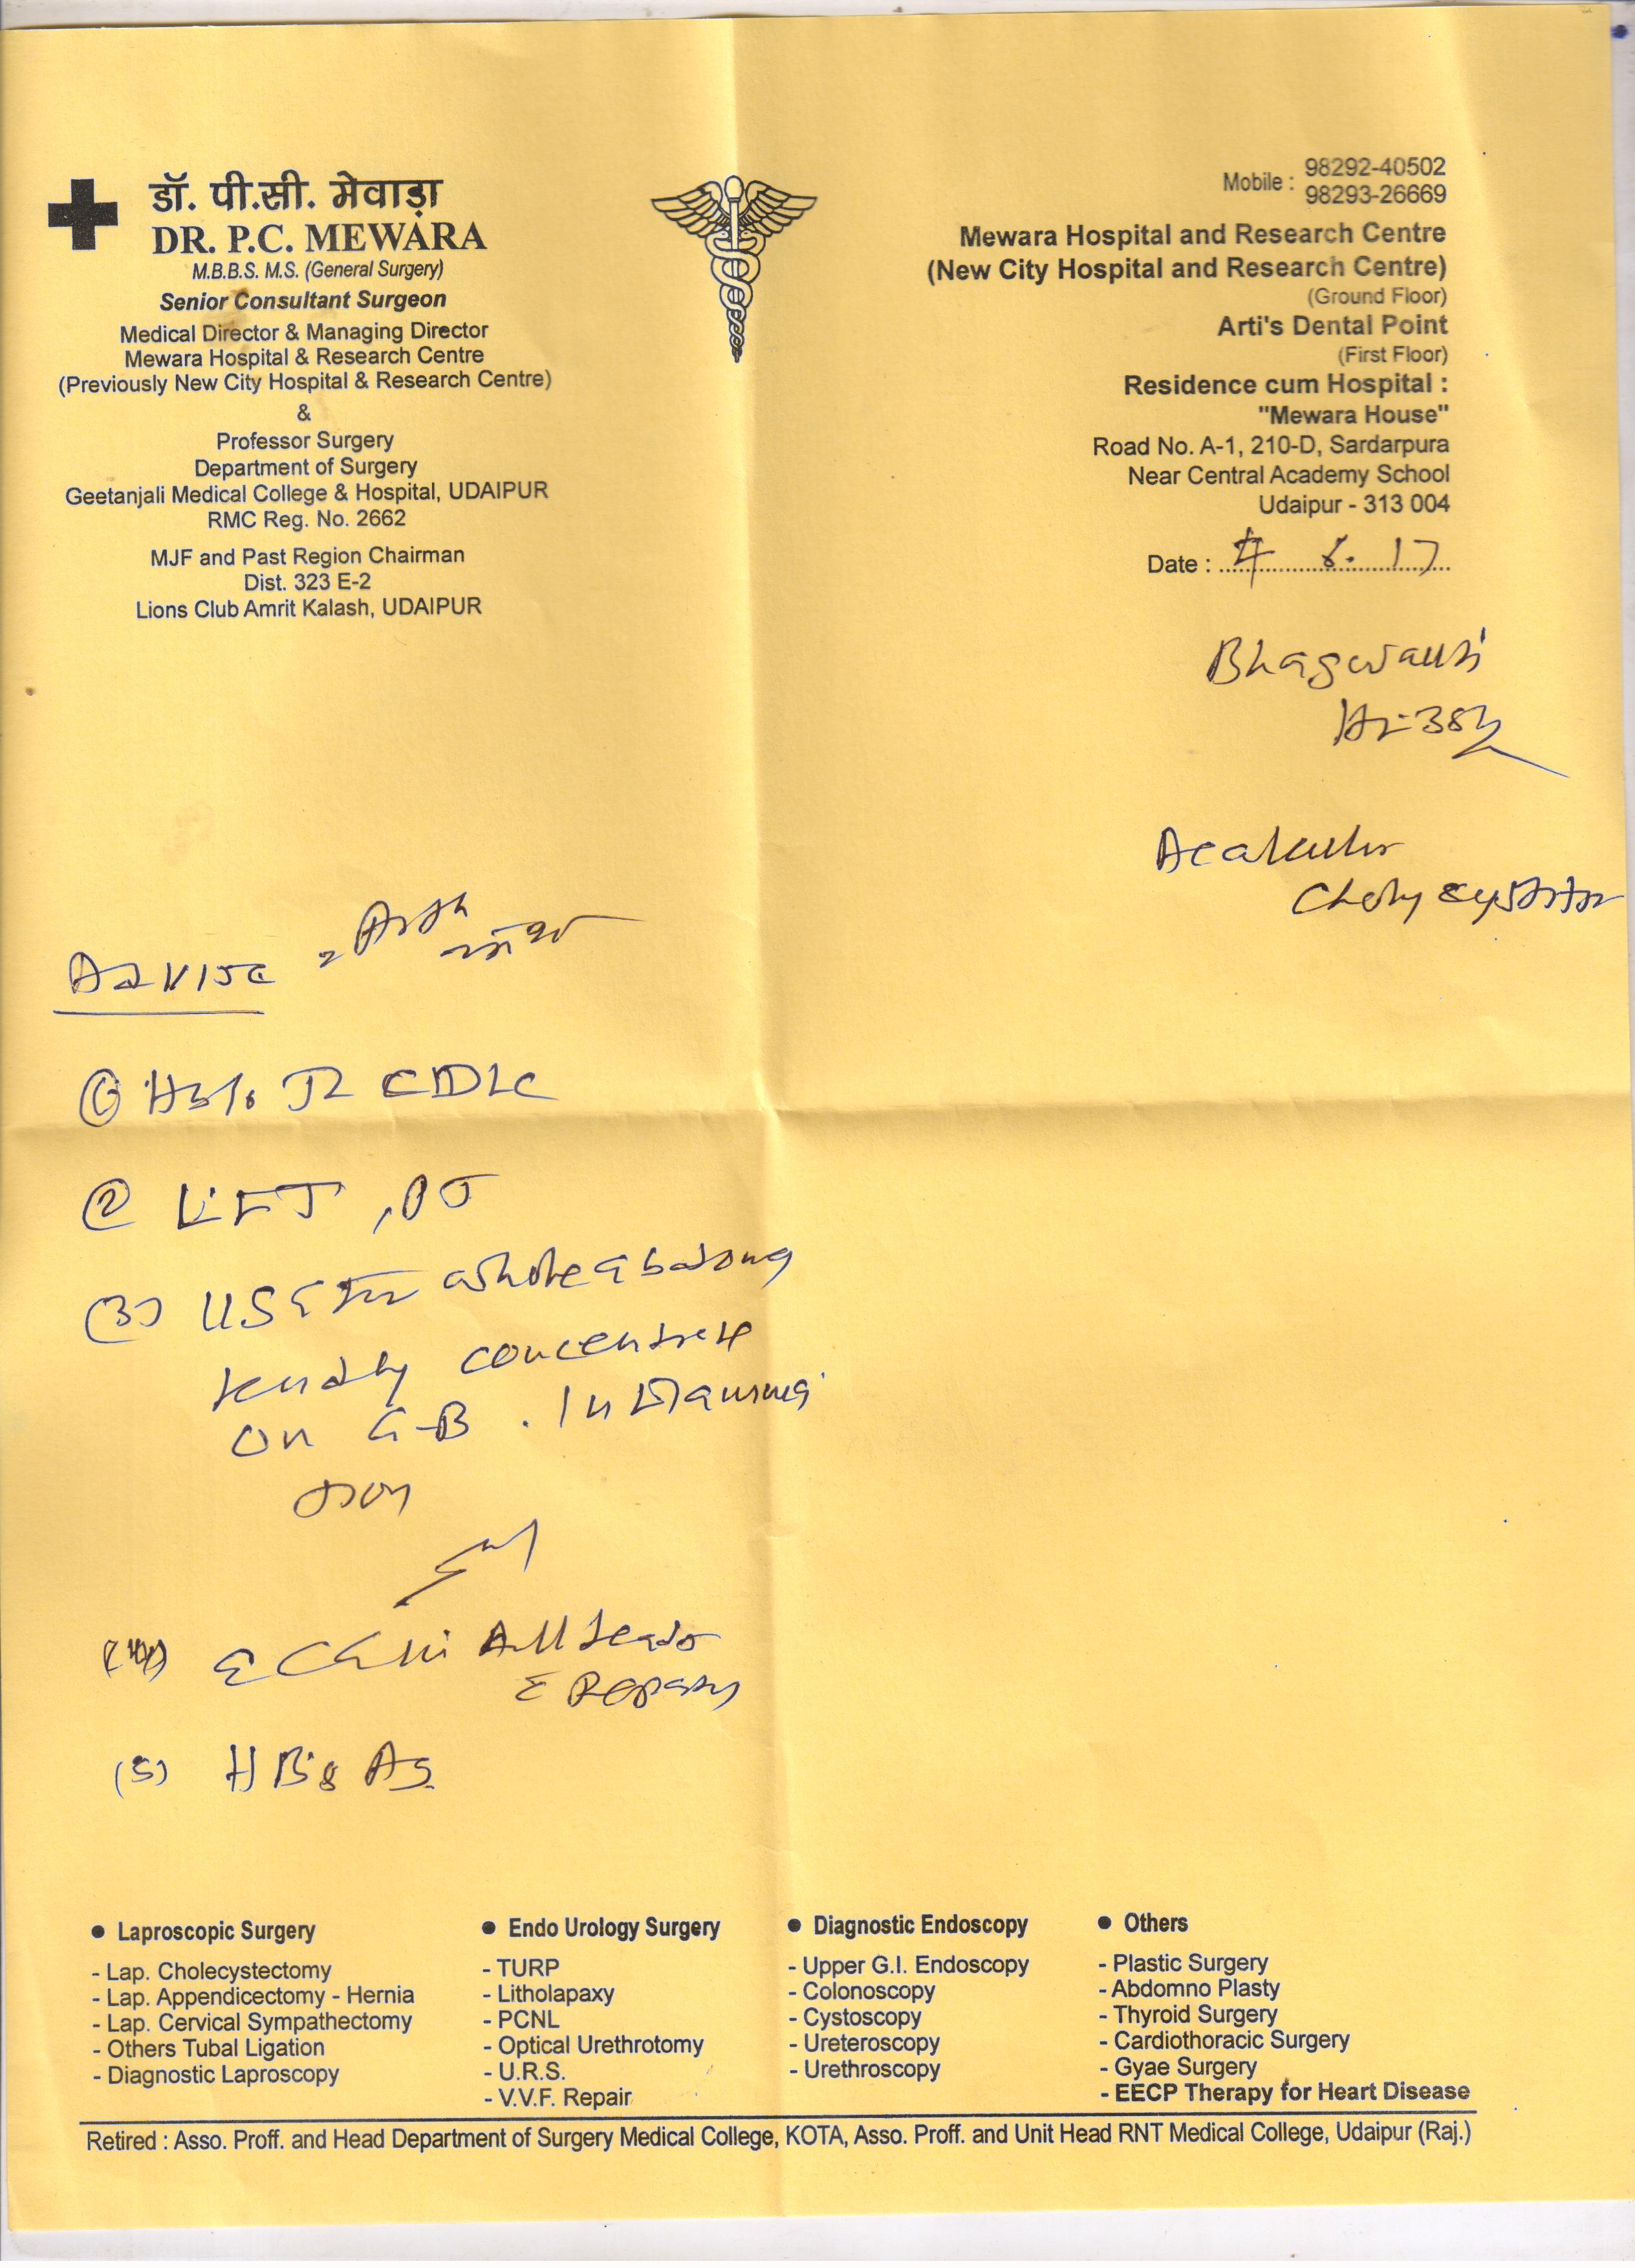 डॉ. पी.सी. मेवाड़ा
DR. P.C. MEWARA
M.B.B.S. M.S. (General Surgery)
Senior Consultant Surgeon
Medical Director & Managing Director
Mewara Hospital & Research Centre
(Previously New City Hospital & Research Centre)
&
Professor Surgery
Department of Surgery
Geetanjali Medical College & Hospital, UDAIPUR
RMC Reg. No. 2662
MJF and Past Region Chairman
Dist. 323 E-2
Lions Club Amrit Kalash, UDAIPUR
Mobile : 98292-40502
98293-26669
Mewara Hospital and Research Centre
(New City Hospital and Research Centre)
(Ground Floor)
Arti's Dental Point
(First Floor)
Residence cum Hospital :
"Mewara House"
Road No. A-1, 210-D, Sardarpura
Near Central Academy School
Udaipur - 313 004
Date : 17
Advise
(1) Hb% TLC DLC
(2) LFT
(3) USG for whole abdomen
kindly concentrate
on G-B.
(4) ECG in All leads
Report
(5) HBsAg
● Laproscopic Surgery
- Lap. Cholecystectomy
- Lap. Appendicectomy - Hernia
- Lap. Cervical Sympathectomy
- Others Tubal Ligation
- Diagnostic Laproscopy
● Endo Urology Surgery
- TURP
- Litholapaxy
- PCNL
- Optical Urethrotomy
- U.R.S.
- V.V.F. Repair
● Diagnostic Endoscopy
- Upper G.I. Endoscopy
- Colonoscopy
- Cystoscopy
- Ureteroscopy
- Urethroscopy
● Others
- Plastic Surgery
- Abdomno Plasty
- Thyroid Surgery
- Cardiothoracic Surgery
- Gyae Surgery
- EECP Therapy for Heart Disease
Retired : Asso. Proff. and Head Department of Surgery Medical College, KOTA, Asso. Proff. and Unit Head RNT Medical College, Udaipur (Raj.)